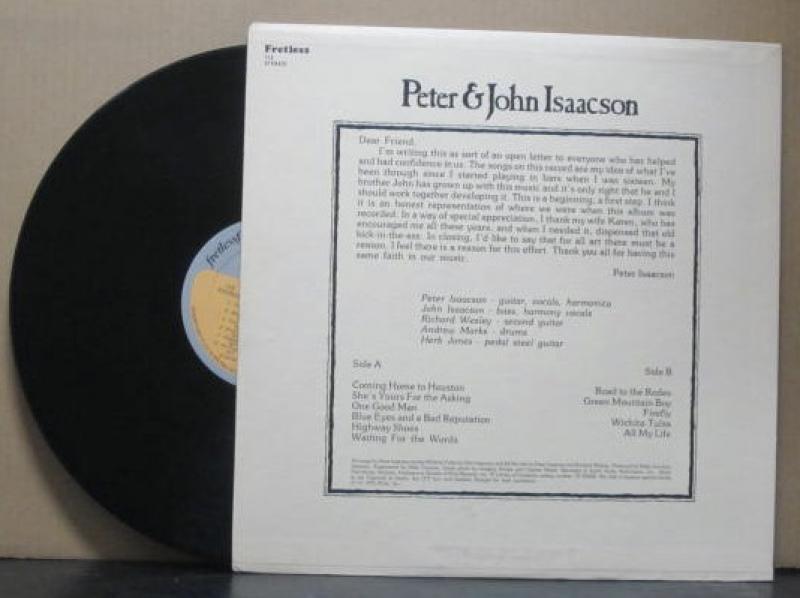 Fretless
STEREO
Peter & John Isaacson
Dear Friend,
I'm writing this as sort of an open letter to everyone who has helped
and had confidence in us. The songs on this record are my idea of what I've
been through since I started playing in bars when I was sixteen. My
brother John has grown up with this music and it's only right that he and I
should work together developing it. This is a beginning, a first step. I think
it is an honest representation of where we were when this album was
recorded. In a way of special appreciation, I thank my wife Karen, who has
encouraged me all these years, and when I needed it, dispensed that old
kick-in-the-ass. In closing, I'd like to say that for all art there must be a
reason. I feel there is a reason for this effort. Thank you all for having this
same faith in our music.
Peter Isaacson
Peter Isaacson - guitar, vocals, harmonica
John Isaacson - bass, harmony vocals
Richard Wesley - second guitar
Andrew Marks - drums
Herb Jones - pedal steel guitar
Side A
Coming Home to Houston
She's Yours For the Asking
One Good Man
Blue Eyes and a Bad Reputation
Highway Shoes
Waiting For the Words
Side B
Road to the Rodeo
Green Mountain Boy
Firefly
Wichita Tulsa
All My Life
fretless